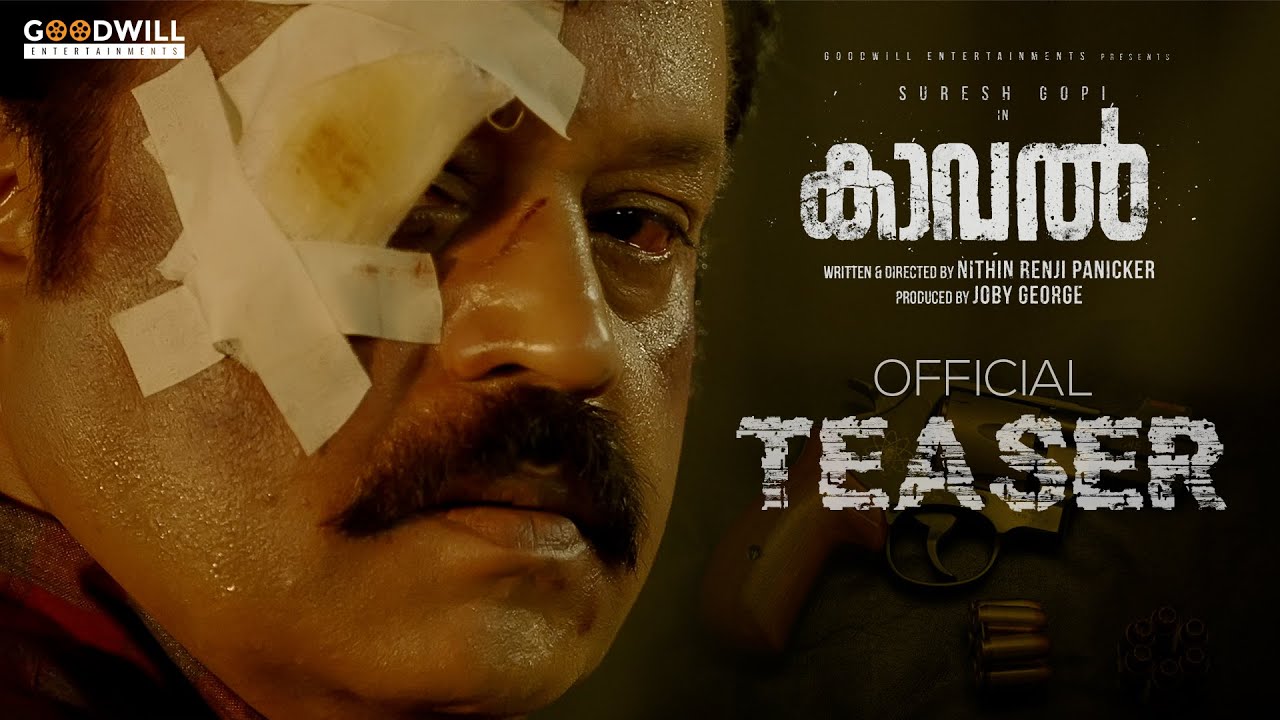 GOODWILL
ENTERTAINMENTS
GOODWILL ENTERTAINMENTS PRESENTS
SURESH GOPI
IN
കാവൽ
WRITTEN & DIRECTED BY NITHIN RENJI PANICKER
PRODUCED BY JOBY GEORGE
OFFICIAL
TEASER